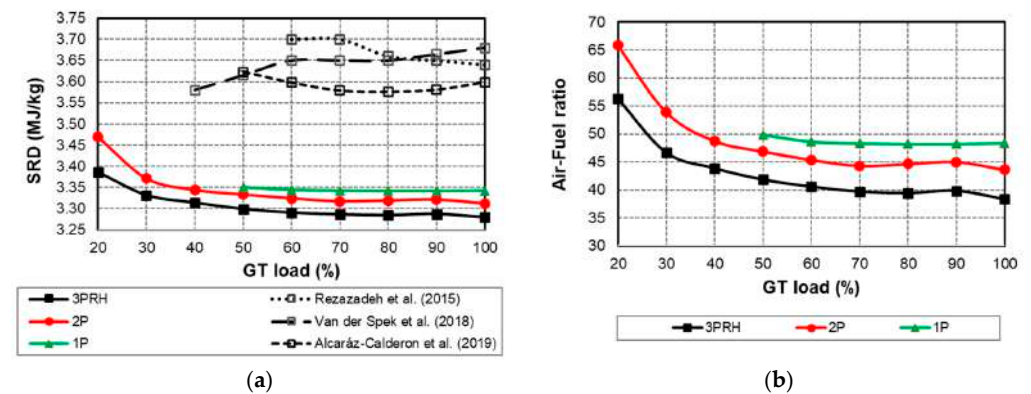 3.75
3.70
3.65
3.60
3.55
3.50
3.45
3.40
3.35
3.30
3.25
SRD (MJ/kg)
20 30 40 50 60 70 80 90 100
GT load (%)
3PRH
2P
1P
Rezazadeh et al. (2015)
Van der Spek et al. (2018)
Alcaráz-Calderon et al. (2019)
(a)
70
65
60
55
50
45
40
35
30
Air-Fuel ratio
20 30 40 50 60 70 80 90 100
GT load (%)
3PRH 2P 1P
(b)